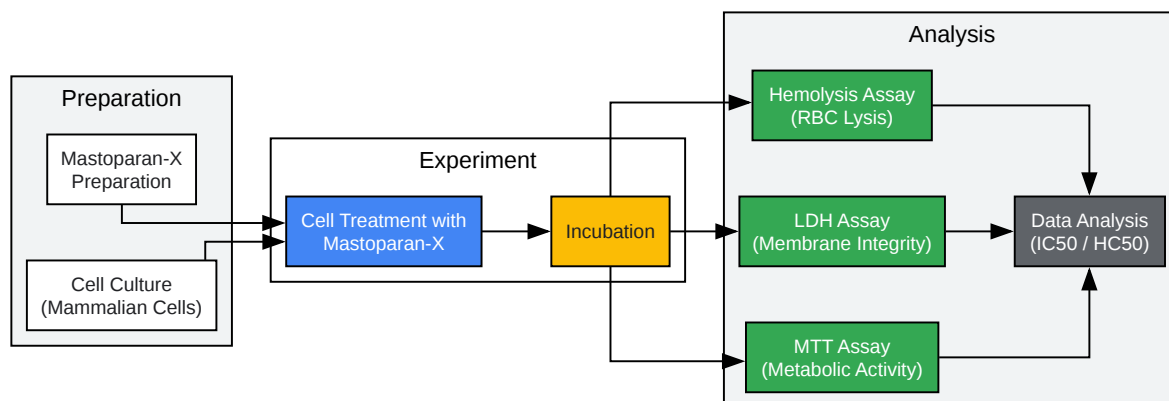 Preparation
Mastoparan-X
Preparation
Cell Culture
(Mammalian Cells)
Experiment
Cell Treatment with
Mastoparan-X
Incubation
Analysis
Hemolysis Assay
(RBC Lysis)
LDH Assay
(Membrane Integrity)
MTT Assay
(Metabolic Activity)
Data Analysis
(IC50 / HC50)